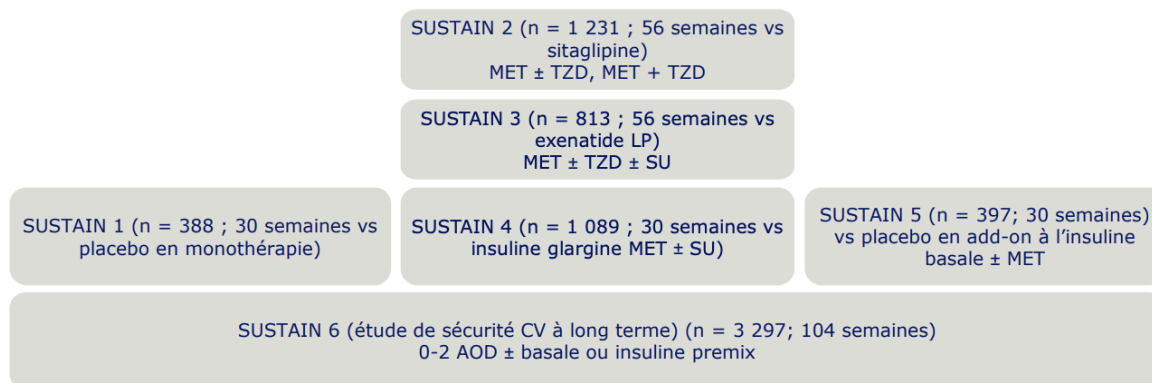 SUSTAIN 2 (n = 1 231 ; 56 semaines vs
sitaglipine)
MET ± TZD, MET + TZD
SUSTAIN 3 (n = 813 ; 56 semaines vs
exenatide LP)
MET ± TZD ± SU
SUSTAIN 1 (n = 388 ; 30 semaines vs
placebo en monothérapie)
SUSTAIN 4 (n = 1 089 ; 30 semaines vs
insuline glargine MET ± SU)
SUSTAIN 5 (n = 397; 30 semaines)
vs placebo en add-on à l’insuline
basale ± MET
SUSTAIN 6 (étude de sécurité CV à long terme) (n = 3 297; 104 semaines)
0-2 AOD ± basale ou insuline premix